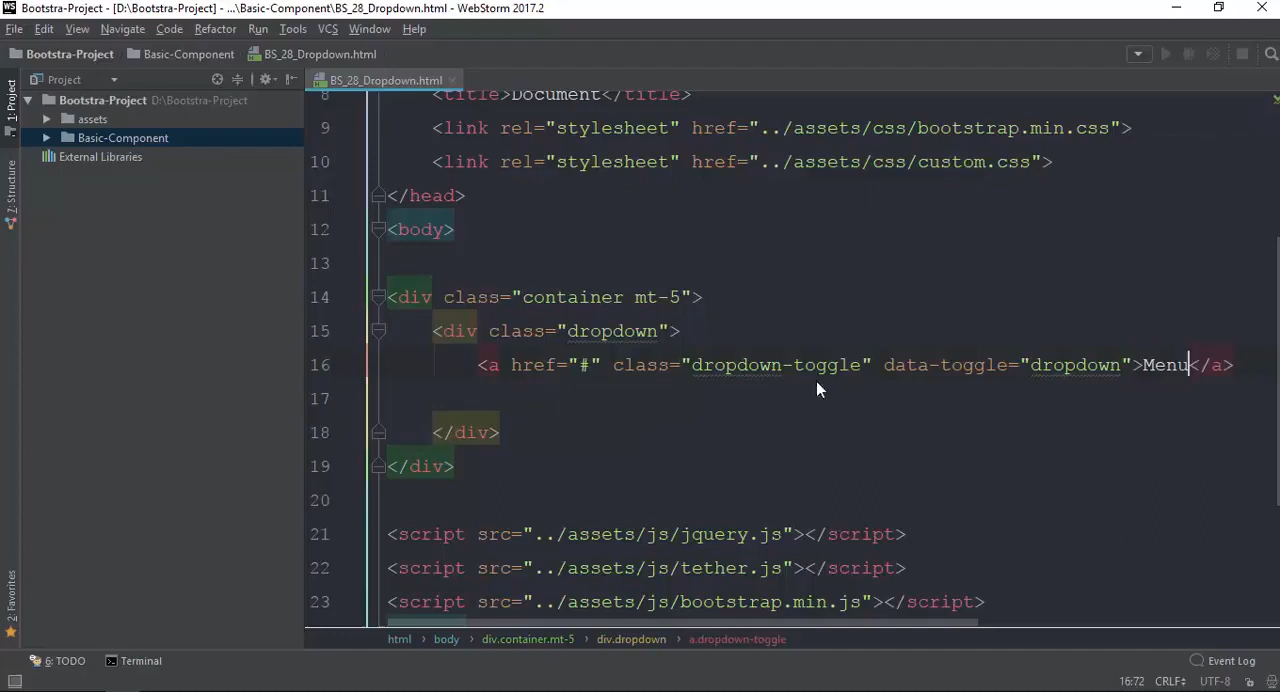 Bootstra-Project - [D:\Bootstra-Project] - ...\Basic-Component\BS_28_Dropdown.html - WebStorm 2017.2
File Edit View Navigate Code Refactor Run Tools VCS Window Help
Bootstra-Project Basic-Component BS_28_Dropdown.html
Project BS_28_Dropdown.html
1: Project
Bootstra-Project D:\Bootstra-Project
assets
Basic-Component
External Libraries
7: Structure
2: Favorites
8 <title>Document</title>
9 <link rel="stylesheet" href="../assets/css/bootstrap.min.css">
10 <link rel="stylesheet" href="../assets/css/custom.css">
11 </head>
12 <body>
13
14 <div class="container mt-5">
15 <div class="dropdown">
16 <a href="#" class="dropdown-toggle" data-toggle="dropdown">Menu</a>
17
18 </div>
19 </div>
20
21 <script src="../assets/js/jquery.js"></script>
22 <script src="../assets/js/tether.js"></script>
23 <script src="../assets/js/bootstrap.min.js"></script>
html body div.container.mt-5 div.dropdown a.dropdown-toggle
6: TODO Terminal Event Log
16:72 CRLF UTF-8